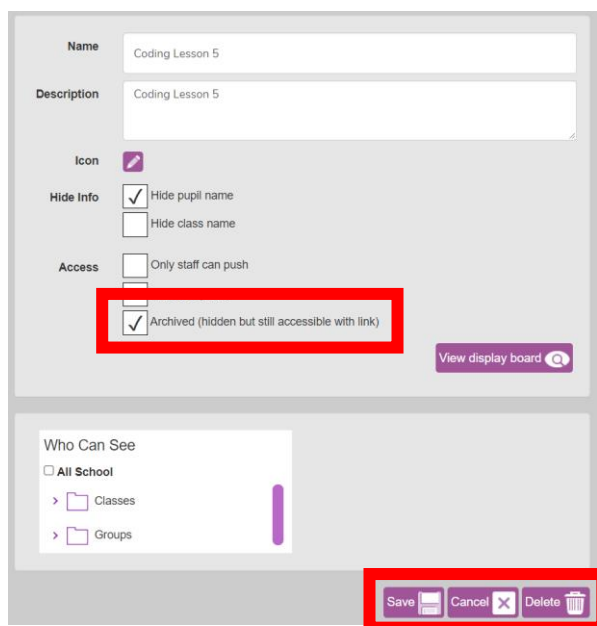 Name
Coding Lesson 5
Description
Coding Lesson 5
Icon
Hide Info
Hide pupil name
Hide class name
Access
Only staff can push
Archived (hidden but still accessible with link)
View display board
Who Can See
All School
Classes
Groups
Save
Cancel
Delete